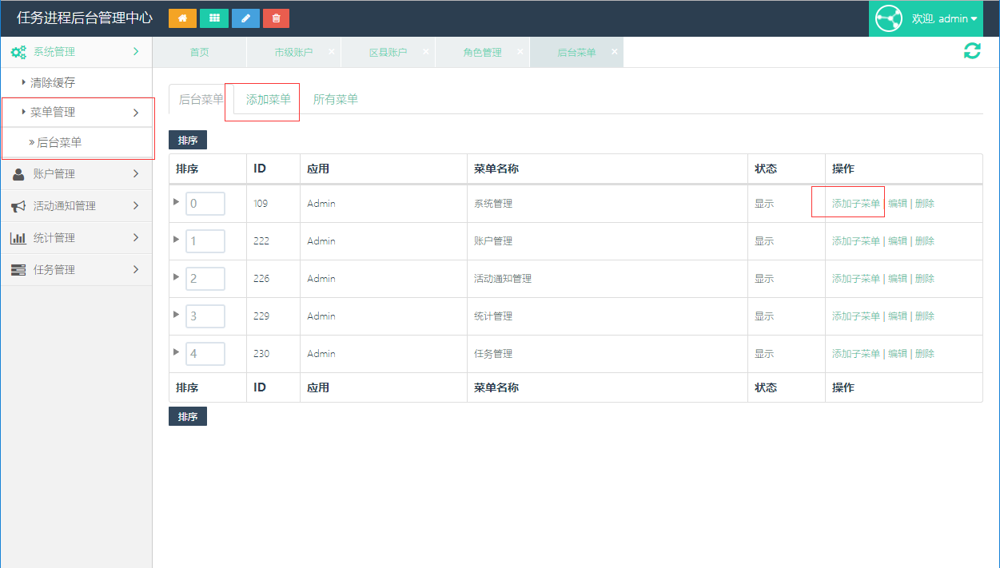 任务进程后台管理中心
欢迎, admin
系统管理
清除缓存
菜单管理
» 后台菜单
账户管理
活动通知管理
统计管理
任务管理
首页 市级账户 × 区县账户 × 角色管理 × 后台菜单 ×
后台菜单 添加菜单 所有菜单
排序
排序 ID 应用 菜单名称 状态 操作
0 109 Admin 系统管理 显示 添加子菜单 | 编辑 | 删除
1 222 Admin 账户管理 显示 添加子菜单 | 编辑 | 删除
2 226 Admin 活动通知管理 显示 添加子菜单 | 编辑 | 删除
3 229 Admin 统计管理 显示 添加子菜单 | 编辑 | 删除
4 230 Admin 任务管理 显示 添加子菜单 | 编辑 | 删除
排序 ID 应用 菜单名称 状态 操作
排序